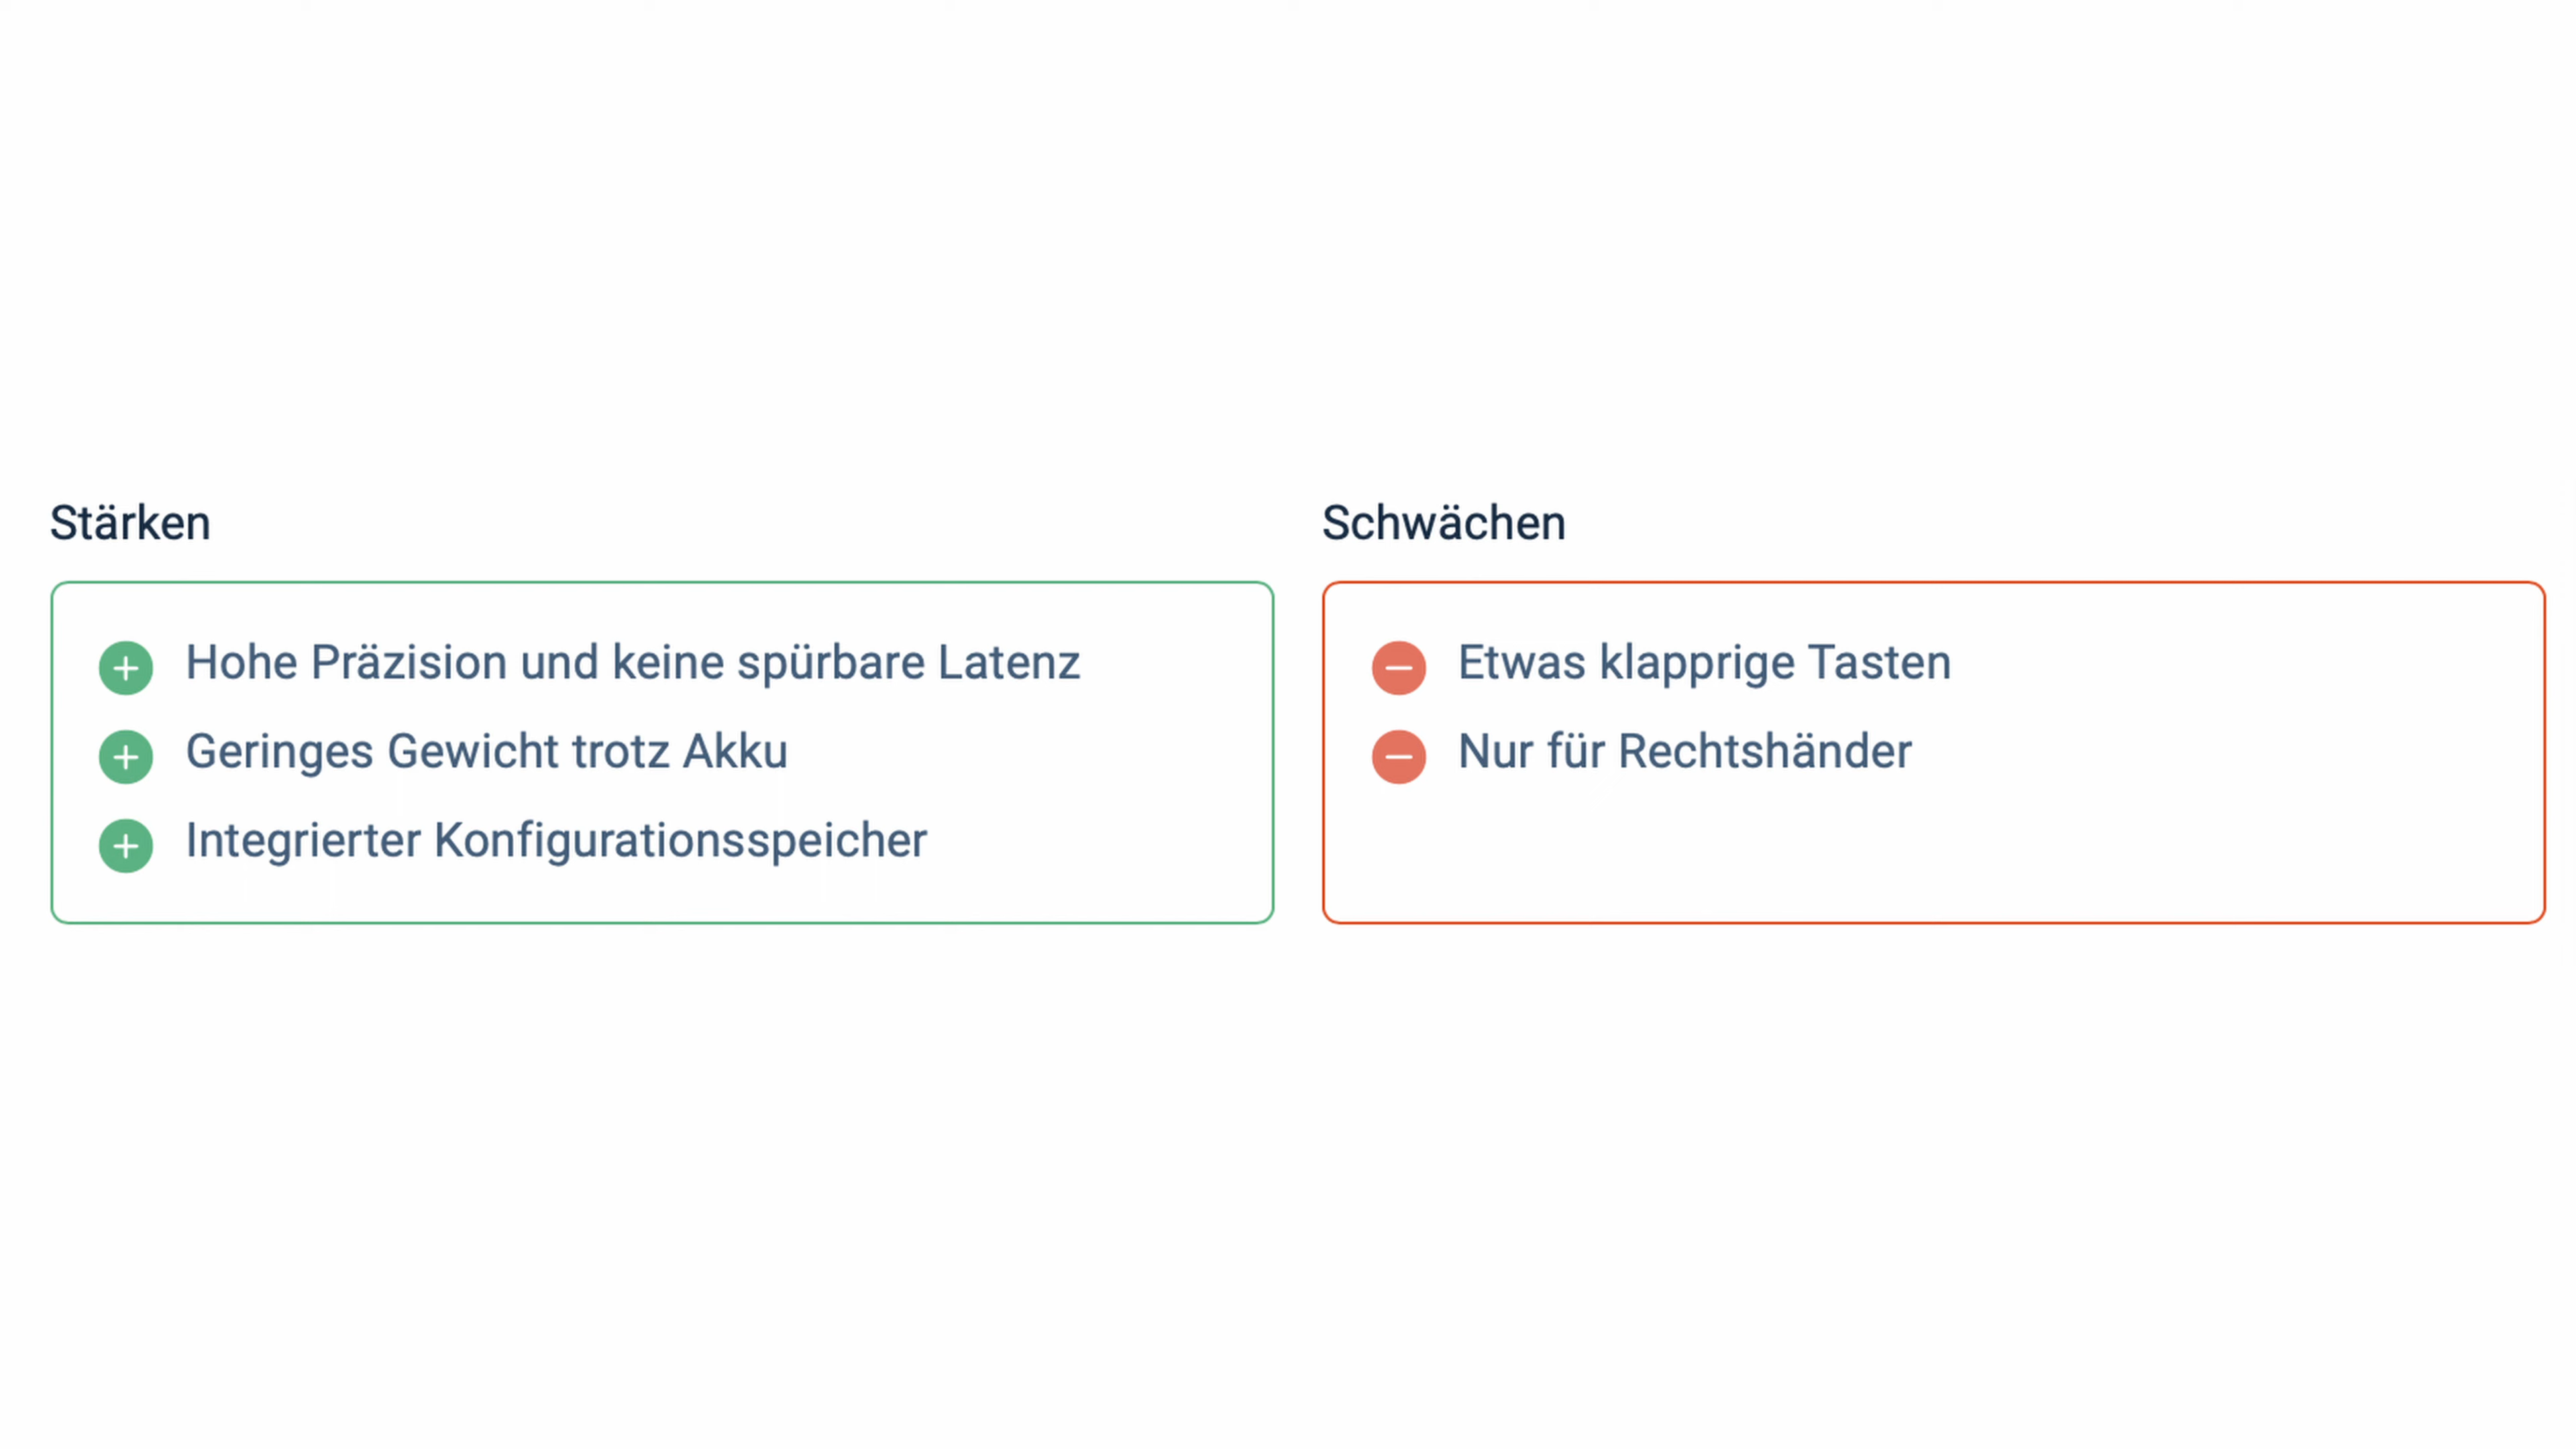 Stärken
Hohe Präzision und keine spürbare Latenz
Geringes Gewicht trotz Akku
Integrierter Konfigurationsspeicher
Schwächen
Etwas klapprige Tasten
Nur für Rechtshänder